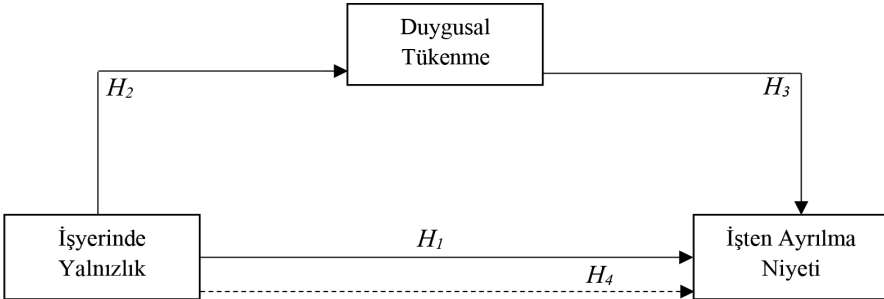 Duygusal
Tükenme
H₂
H₃
İşyerinde
Yalnızlık
H₁
H₄
İşten Ayrılma
Niyeti